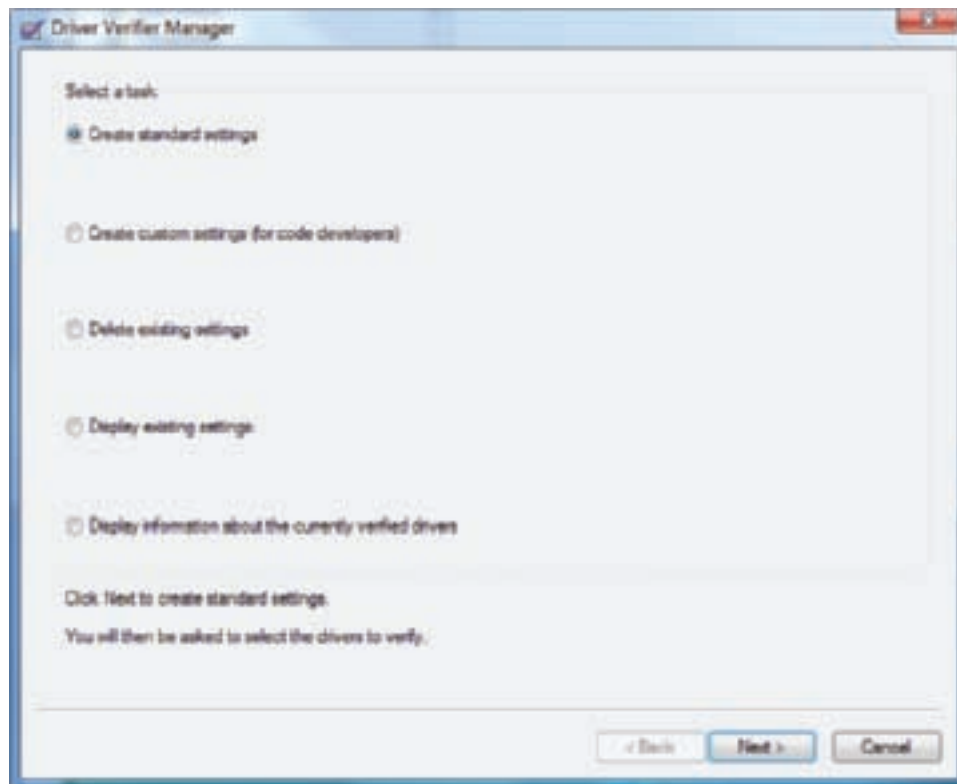 Driver Verifier Manager
Select a task
Create standard settings
Create custom settings (for code developers)
Delete existing settings
Display existing settings
Display information about the currently verified drivers
Click Next to create standard settings.
You will then be asked to select the drivers to verify.
< Back
Next >
Cancel